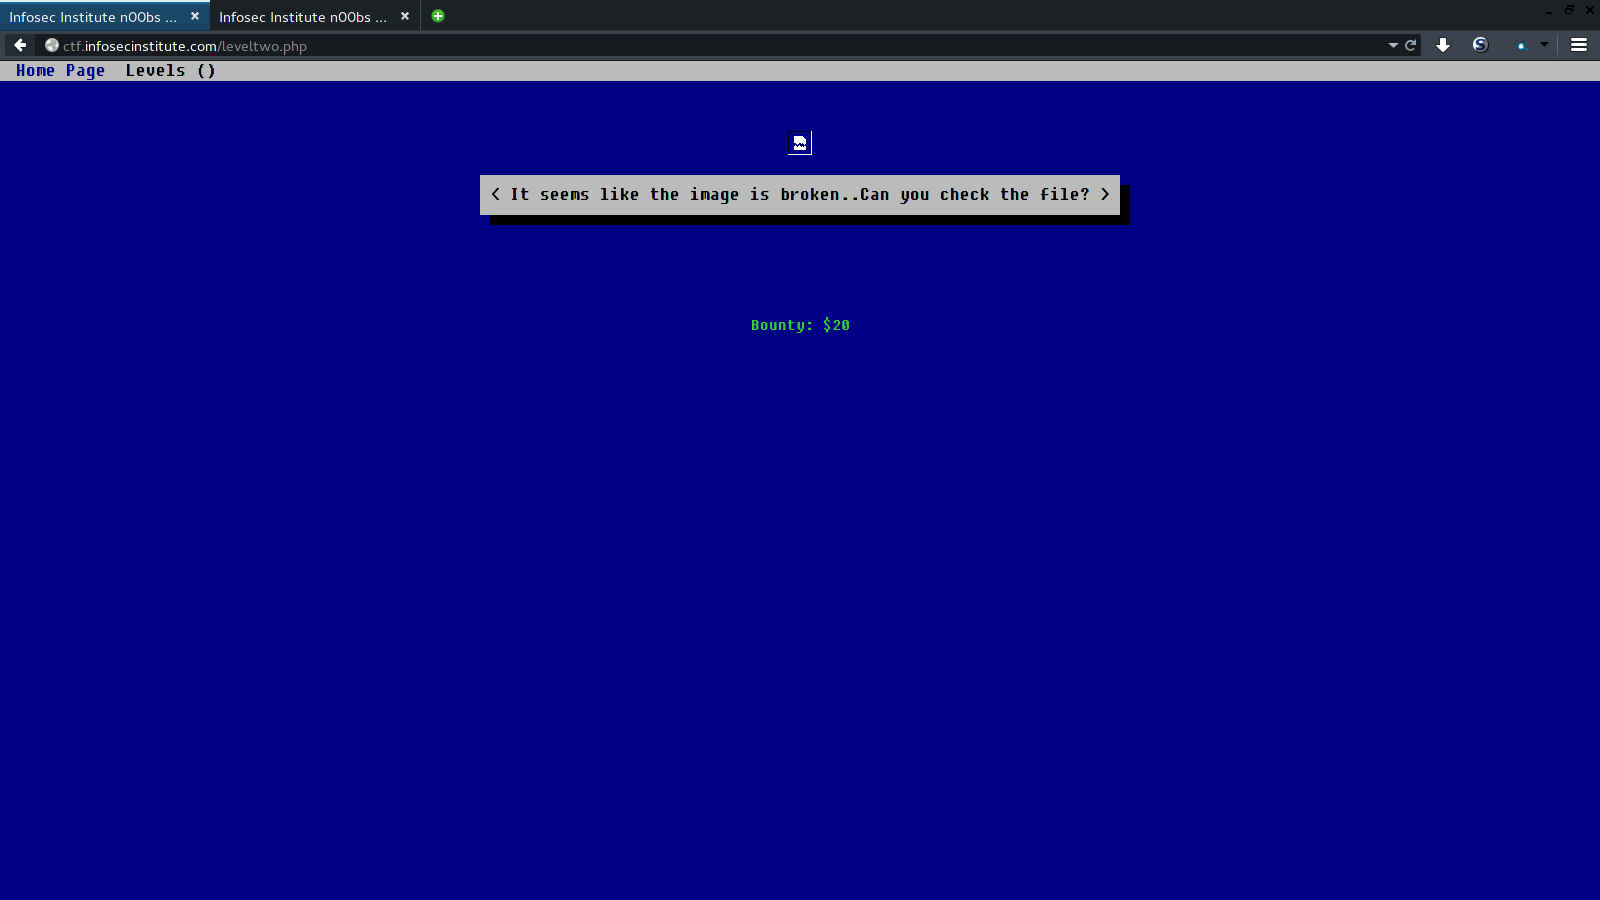 Infosec Institute n00bs ...
Infosec Institute n00bs ...
ctf.infosecinstitute.com/leveltwo.php
Home Page Levels ()
< It seems like the image is broken..Can you check the file? >
Bounty: $20